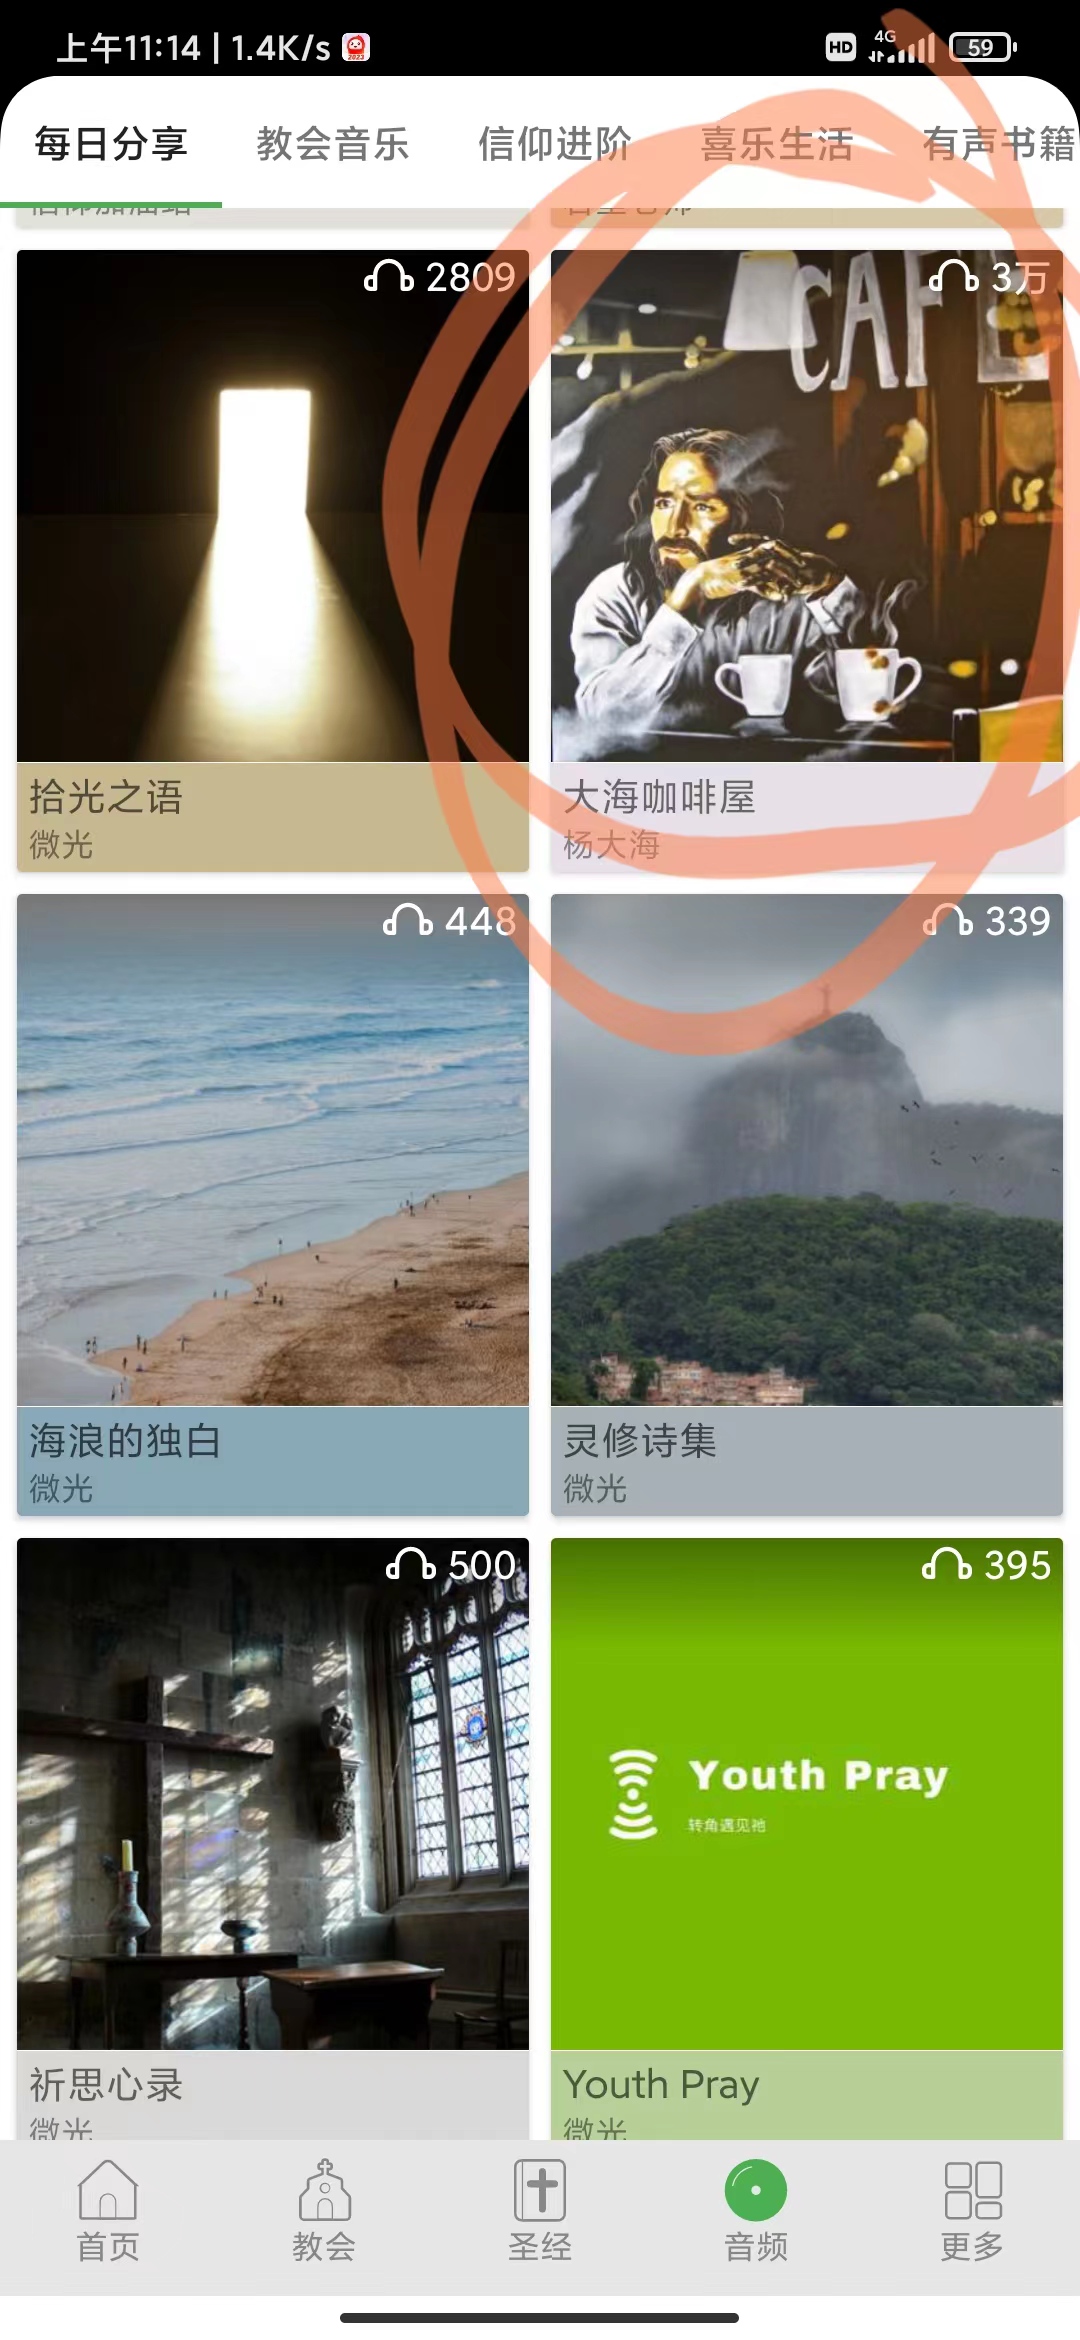 上午11:14 | 1.4K/s
HD 4G 59
每日分享 教会音乐 信仰进阶 喜乐生活 有声书籍
2809
CAFE
3万
拾光之语
微光
大海咖啡屋
杨大海
448
339
海浪的独白
微光
灵修诗集
微光
500
395
Youth Pray
转角遇见祂
祈思心录
微光
Youth Pray
微光
首页 教会 圣经 音频 更多